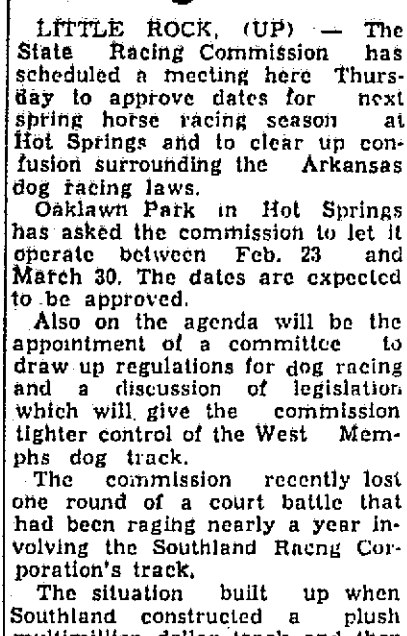 LITTLE ROCK, (UP) — The
State Racing Commission has
scheduled a meeting here Thurs-
day to approve dates for next
spring horse racing season at
Hot Springs and to clear up con-
fusion surrounding the Arkansas
dog racing laws.
Oaklawn Park in Hot Springs
has asked the commission to let it
operate between Feb. 23 and
March 30. The dates are expected
to be approved.
Also on the agenda will be the
appointment of a committee to
draw up regulations for dog racing
and a discussion of legislation
which will give the commission
tighter control of the West Mem-
phs dog track.
The commission recently lost
one round of a court battle that
had been raging nearly a year in-
volving the Southland Racng Cor-
poration's track.
The situation built up when
Southland constructed a plush
multimillion dollar track and then